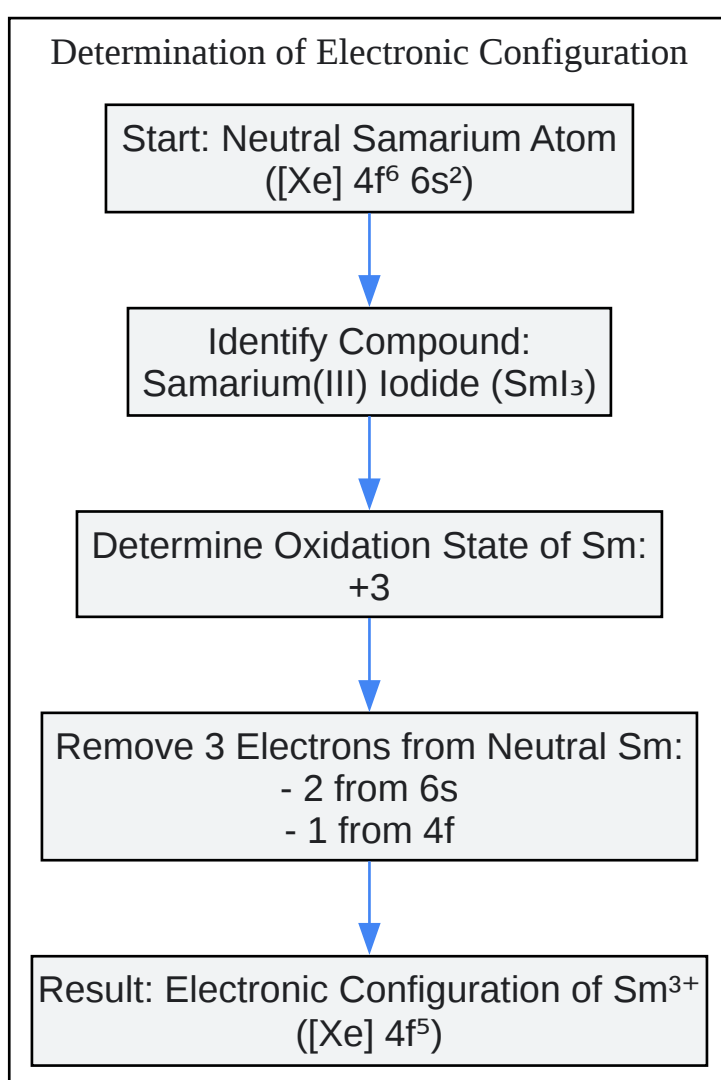 Determination of Electronic Configuration
Start: Neutral Samarium Atom
([Xe] 4f⁶ 6s²)
Identify Compound:
Samarium(III) Iodide (SmI₃)
Determine Oxidation State of Sm:
+3
Remove 3 Electrons from Neutral Sm:
- 2 from 6s
- 1 from 4f
Result: Electronic Configuration of Sm³⁺
([Xe] 4f⁵)